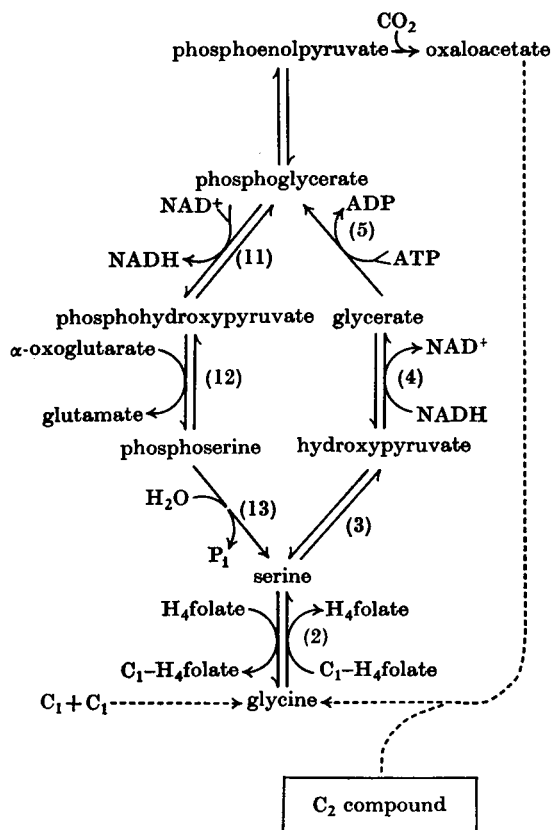 CO2
phosphoenolpyruvate oxaloacetate
phosphoglycerate
NAD+ ADP
(5)
NADH (11) ATP
phosphohydroxypyruvate glycerate
α-oxoglutarate NAD+
(12) (4)
glutamate NADH
phosphoserine hydroxypyruvate
H2O (13) (3)
Pi
serine
H4folate H4folate
(2)
C1–H4folate C1–H4folate
C1+C1 glycine
C2 compound